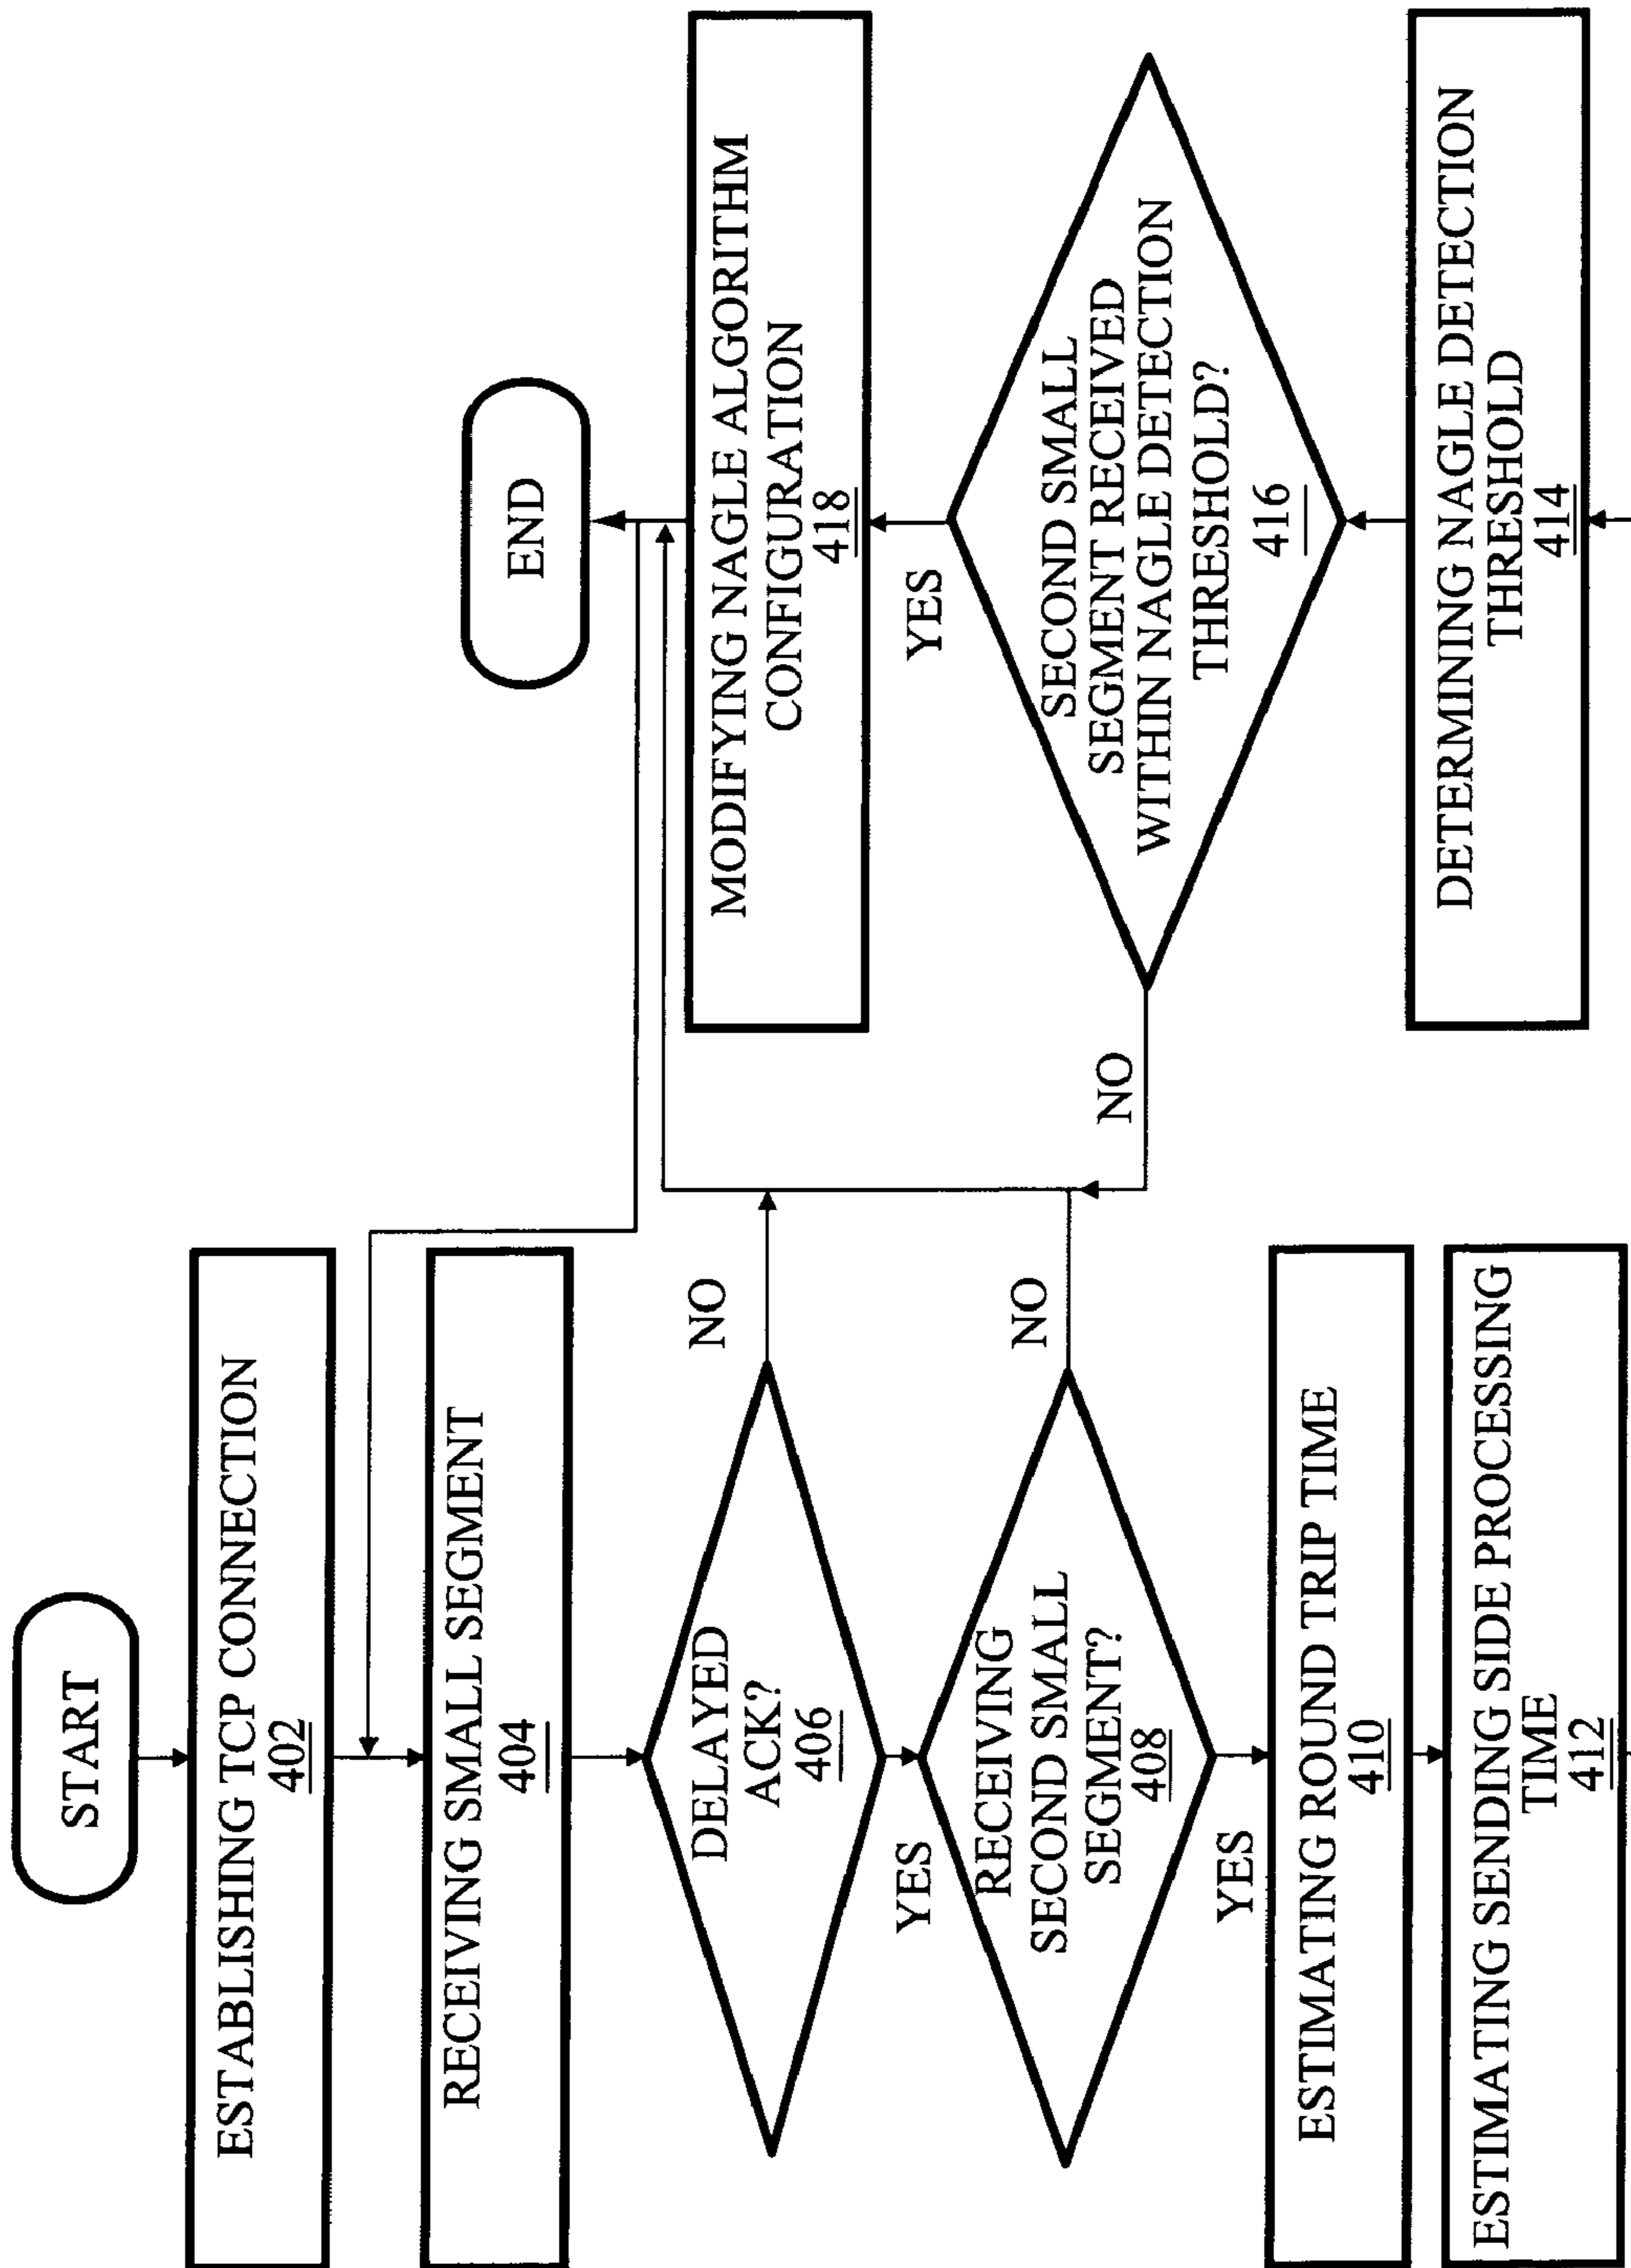 START
ESTABLISHING TCP CONNECTION
402
RECEIVING SMALL SEGMENT
404
DELAYED
ACK?
406
NO
YES
RECEIVING
SECOND SMALL
SEGMENT?
408
NO
YES
ESTIMATING ROUND TRIP TIME
410
ESTIMATING SENDING SIDE PROCESSING
TIME
412
DETERMINING NAGLE DETECTION
THRESHOLD
414
SECOND SMALL
SEGMENT RECEIVED
WITHIN NAGLE DETECTION
THRESHOLD?
416
NO
YES
MODIFYING NAGLE ALGORITHM
CONFIGURATION
418
END